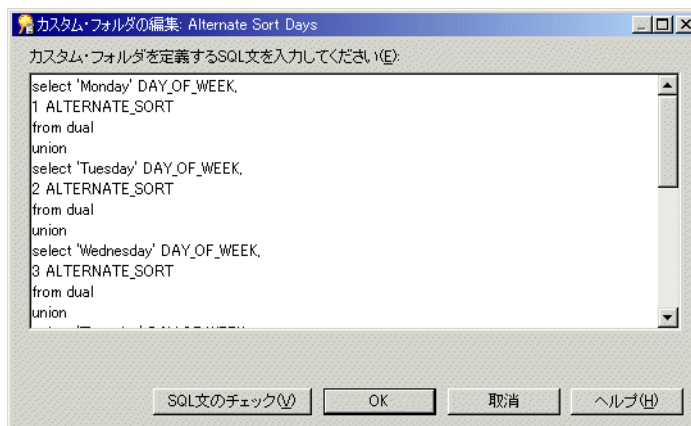 カスタム・フォルダの編集: Alternate Sort Days
カスタム・フォルダを定義するSQL文を入力してください(E):
select 'Monday' DAY_OF_WEEK,
1 ALTERNATE_SORT
from dual
union
select 'Tuesday' DAY_OF_WEEK,
2 ALTERNATE_SORT
from dual
union
select 'Wednesday' DAY_OF_WEEK,
3 ALTERNATE_SORT
from dual
union
SQL文のチェック(V)
OK
取消
ヘルプ(H)